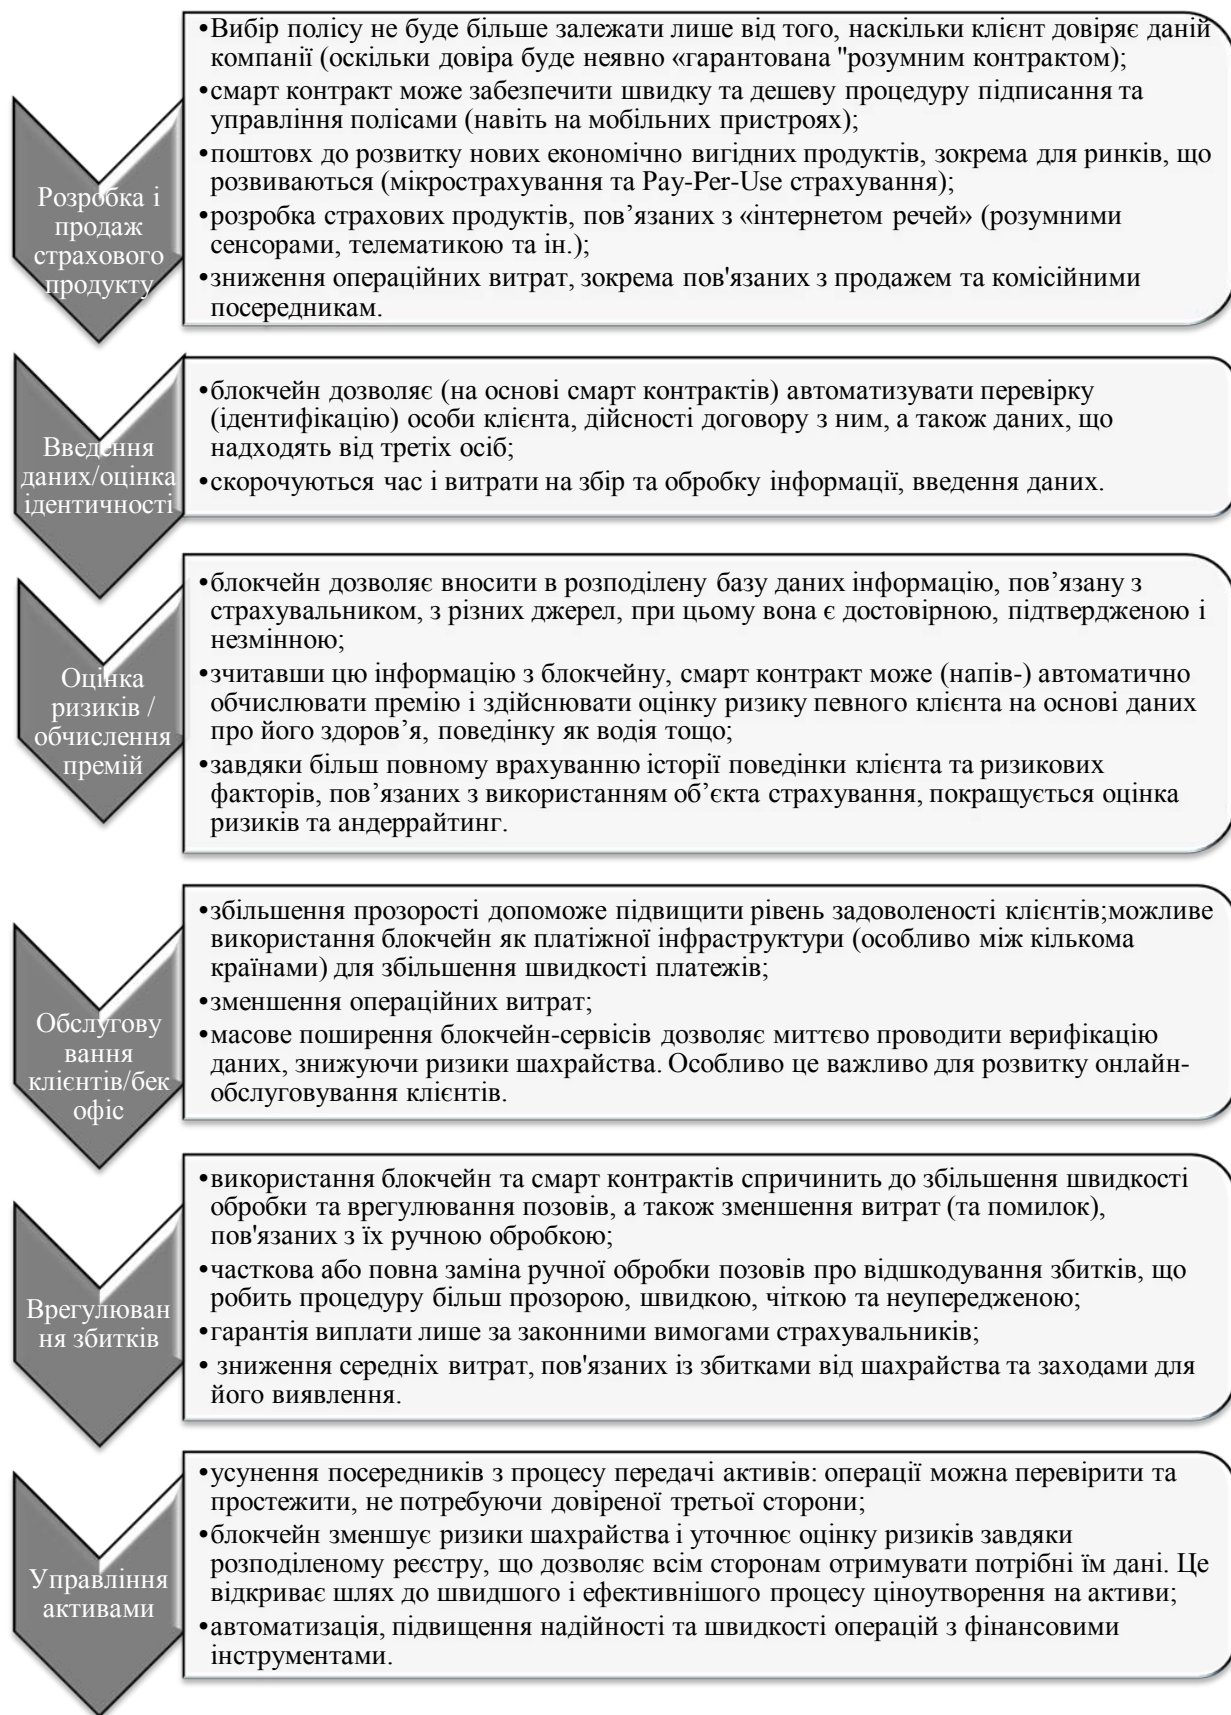 Розробка і
продаж
страхового
продукту
•Вибір полісу не буде більше залежати лише від того, наскільки клієнт довіряє даній
компанії (оскільки довіра буде неявно «гарантована "розумним контрактом);
•смарт контракт може забезпечити швидку та дешеву процедуру підписання та
управління полісами (навіть на мобільних пристроях);
•поштовх до розвитку нових економічно вигідних продуктів, зокрема для ринків, що
розвиваються (мікрострахування та Pay-Per-Use страхування);
•розробка страхових продуктів, пов’язаних з «інтернетом речей» (розумними
сенсорами, телематикою та ін.);
•зниження операційних витрат, зокрема пов'язаних з продажем та комісійними
посередникам.
Введення
даних/оцінка
ідентичності
•блокчейн дозволяє (на основі смарт контрактів) автоматизувати перевірку
(ідентифікацію) особи клієнта, дійсності договору з ним, а також даних, що
надходять від третіх осіб;
•скорочуються час і витрати на збір та обробку інформації, введення даних.
Оцінка
ризиків /
обчислення
премій
•блокчейн дозволяє вносити в розподілену базу даних інформацію, пов’язану з
страхувальником, з різних джерел, при цьому вона є достовірною, підтвердженою і
незмінною;
•зчитавши цю інформацію з блокчейну, смарт контракт може (напів-) автоматично
обчислювати премію і здійснювати оцінку ризику певного клієнта на основі даних
про його здоров’я, поведінку як водія тощо;
•завдяки більш повному врахуванню історії поведінки клієнта та ризикових
факторів, пов’язаних з використанням об’єкта страхування, покращується оцінка
ризиків та андеррайтинг.
Обслугову
вання
клієнтів/бек
офіс
•збільшення прозорості допоможе підвищити рівень задоволеності клієнтів;можливе
використання блокчейн як платіжної інфраструктури (особливо між кількома
країнами) для збільшення швидкості платежів;
•зменшення операційних витрат;
•масове поширення блокчейн-сервісів дозволяє миттєво проводити верифікацію
даних, знижуючи ризики шахрайства. Особливо це важливо для розвитку онлайн-
обслуговування клієнтів.
Врегулюван
ня збитків
•використання блокчейн та смарт контрактів спричинить до збільшення швидкості
обробки та врегулювання позовів, а також зменшення витрат (та помилок),
пов'язаних з їх ручною обробкою;
•часткова або повна заміна ручної обробки позовів про відшкодування збитків, що
робить процедуру більш прозорою, швидкою, чіткою та неупередженою;
•гарантія виплати лише за законними вимогами страхувальників;
• зниження середніх витрат, пов'язаних із збитками від шахрайства та заходами для
його виявлення.
Управління
активами
•усунення посередників з процесу передачі активів: операції можна перевірити та
простежити, не потребуючи довіреної третьої сторони;
•блокчейн зменшує ризики шахрайства і уточнює оцінку ризиків завдяки
розподіленому реєстру, що дозволяє всім сторонам отримувати потрібні їм дані. Це
відкриває шлях до швидшого і ефективнішого процесу ціноутворення на активи;
•автоматизація, підвищення надійності та швидкості операцій з фінансовими
інструментами.